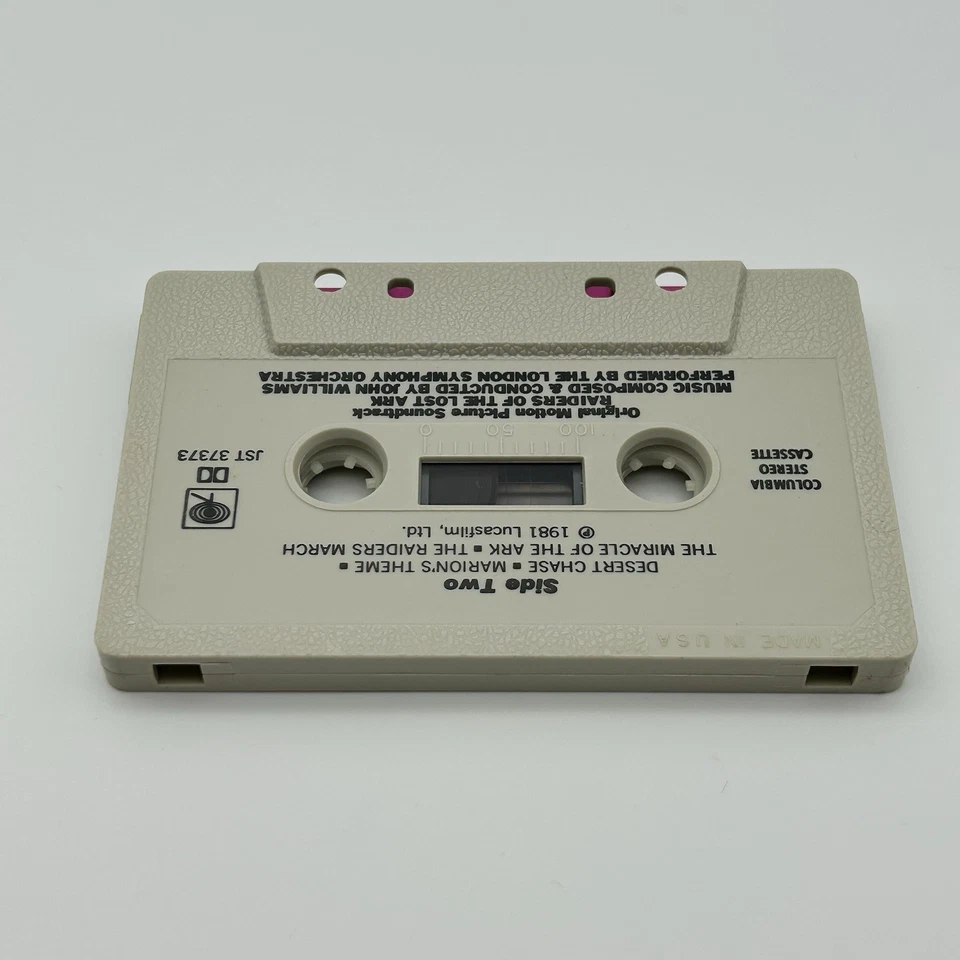 Side Two
DESERT CHASE ▪ MARION'S THEME ▪
THE MIRACLE OF THE ARK ▪ THE RAIDERS MARCH
℗ 1981 Lucasfilm, Ltd.
COLUMBIA
STEREO
CASSETTE
JST 37373
100 50 0
Original Motion Picture Soundtrack
RAIDERS OF THE LOST ARK
MUSIC COMPOSED & CONDUCTED BY JOHN WILLIAMS
PERFORMED BY THE LONDON SYMPHONY ORCHESTRA
MADE IN USA